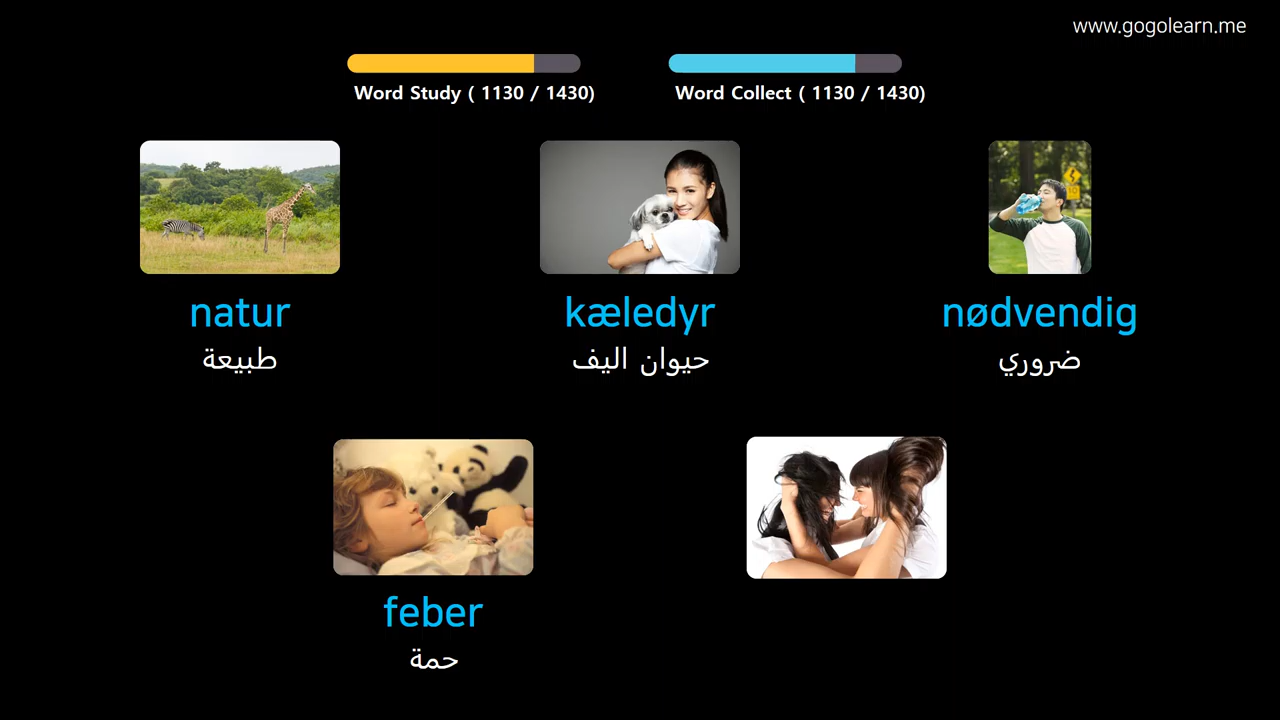 www.gogolearn.me
Word Study ( 1130 / 1430)
Word Collect ( 1130 / 1430)
natur
طبيعة
kæledyr
حيوان اليف
nødvendig
ضروري
feber
حمة